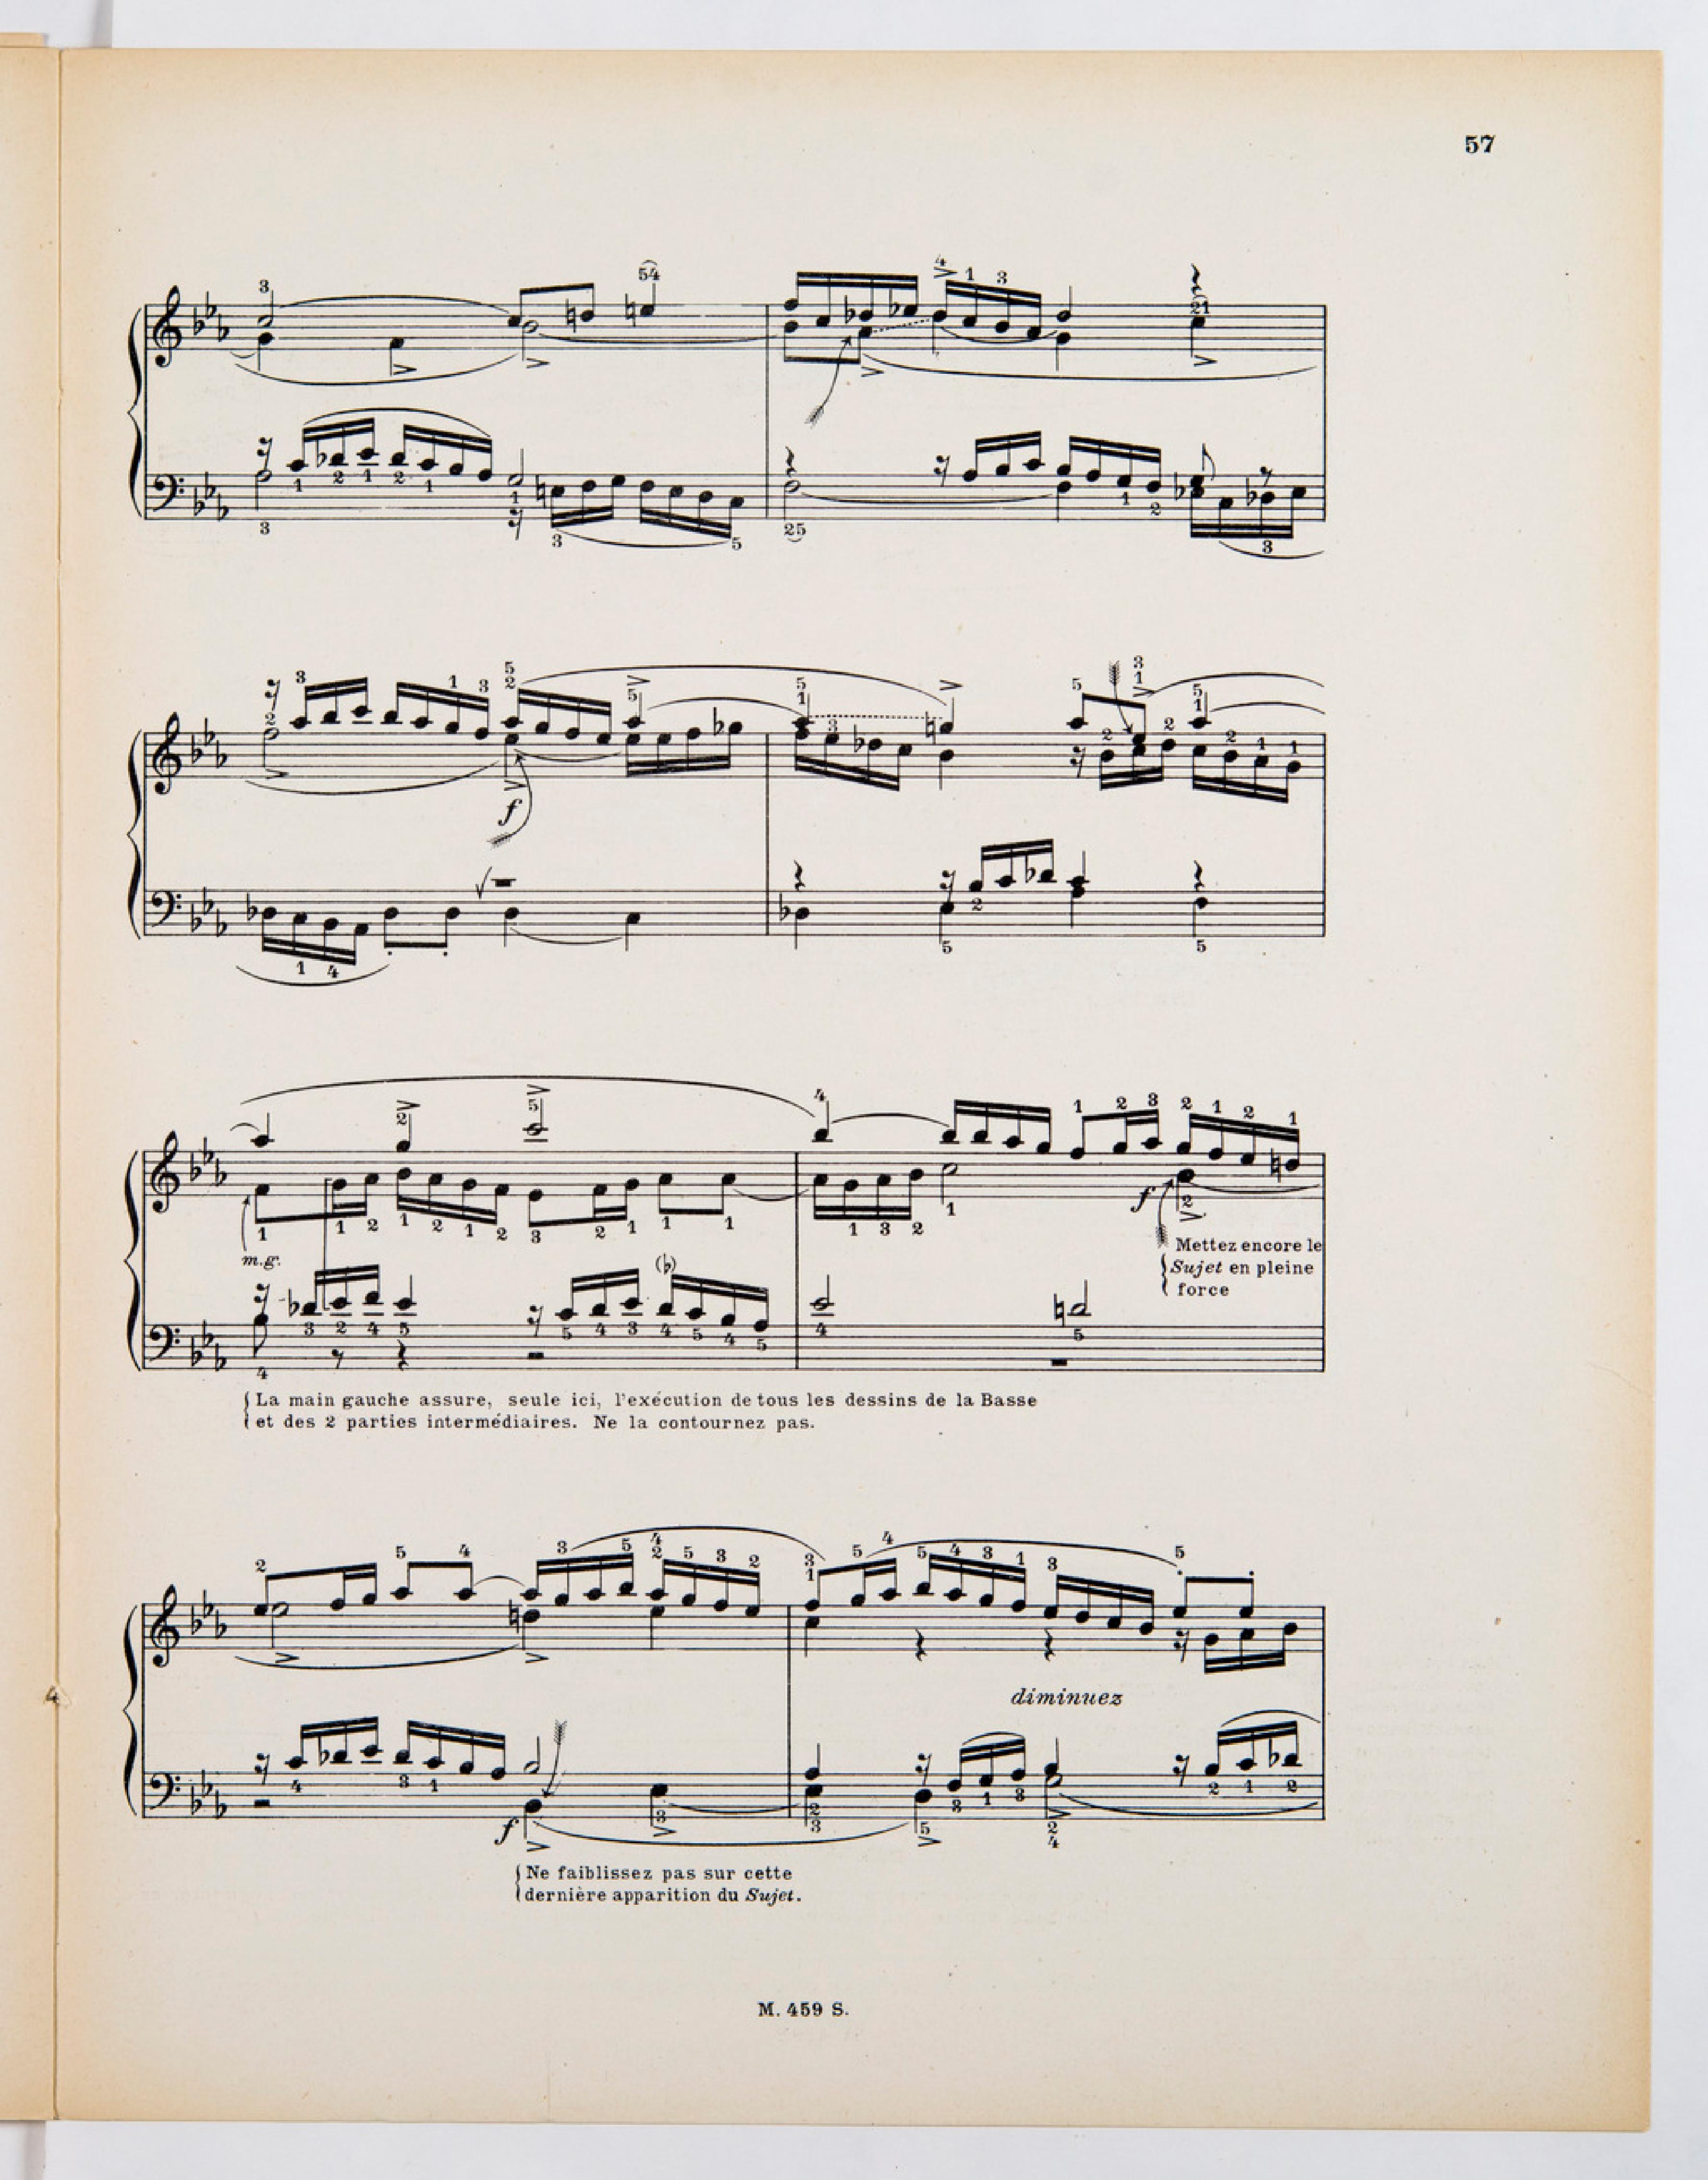 57
f
m.g.
f
Mettez encore le
Sujet en pleine
force
La main gauche assure, seule ici, l'exécution de tous les dessins de la Basse
et des 2 parties intermédiaires. Ne la contournez pas.
diminuez
f
Ne faiblissez pas sur cette
dernière apparition du Sujet.
M. 459 S.